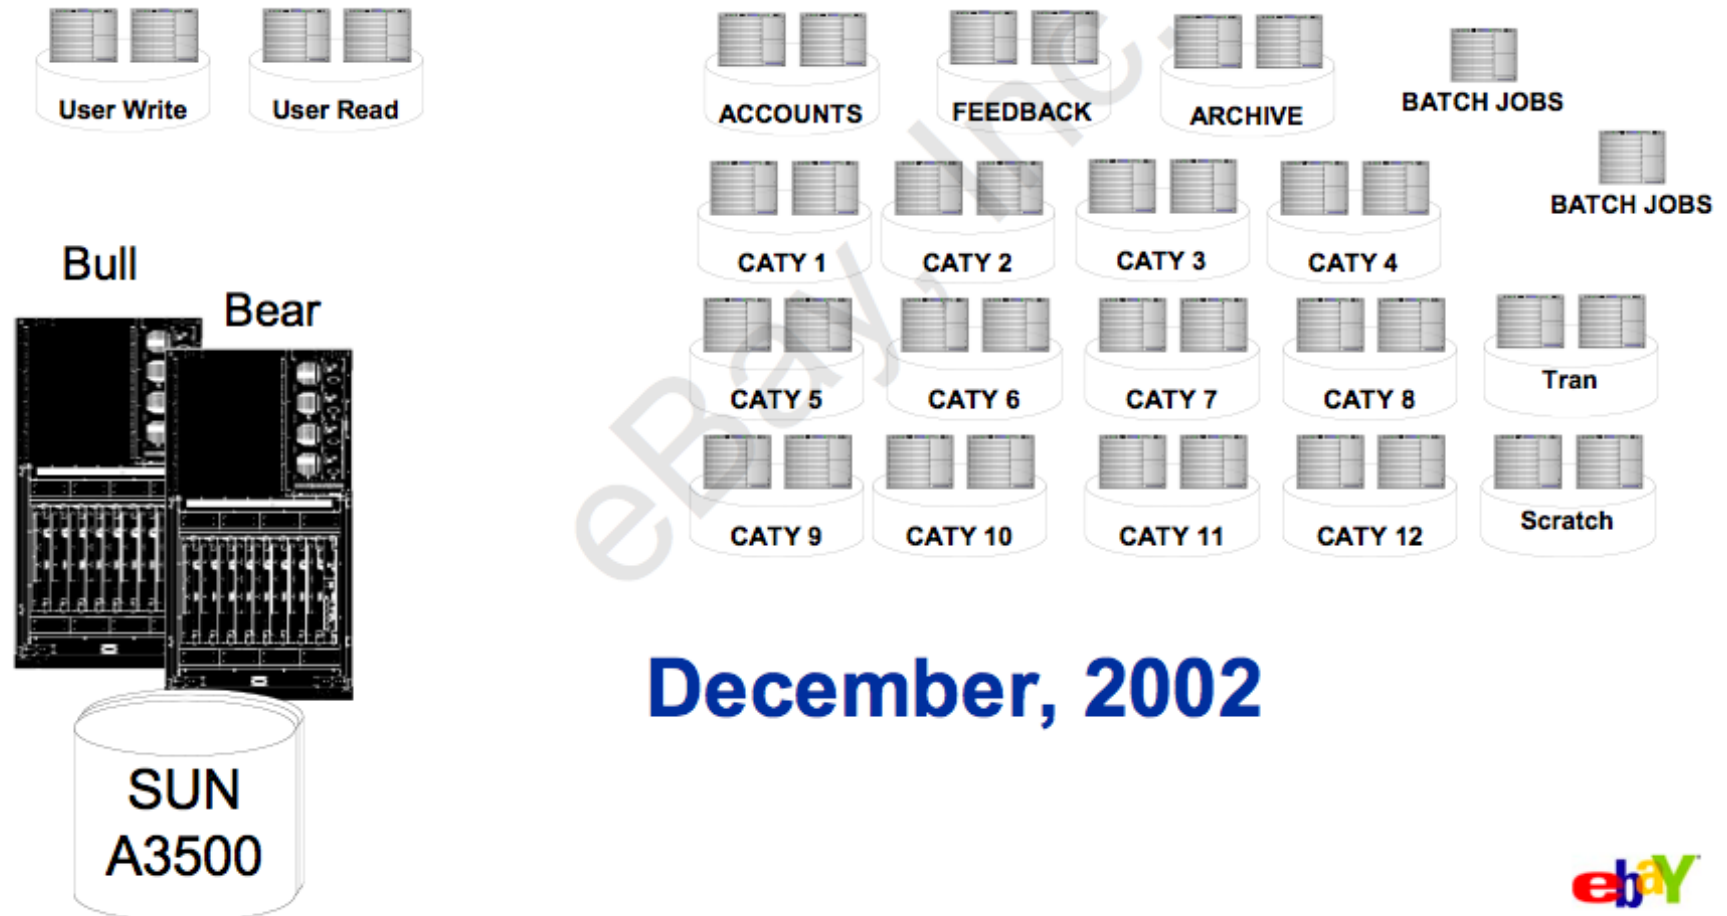 User Write
User Read
ACCOUNTS
FEEDBACK
ARCHIVE
BATCH JOBS
BATCH JOBS
CATY 1
CATY 2
CATY 3
CATY 4
Bull
Bear
CATY 5
CATY 6
CATY 7
CATY 8
Tran
CATY 9
CATY 10
CATY 11
CATY 12
Scratch
eBay, Inc.
December, 2002
SUN
A3500
ebaY